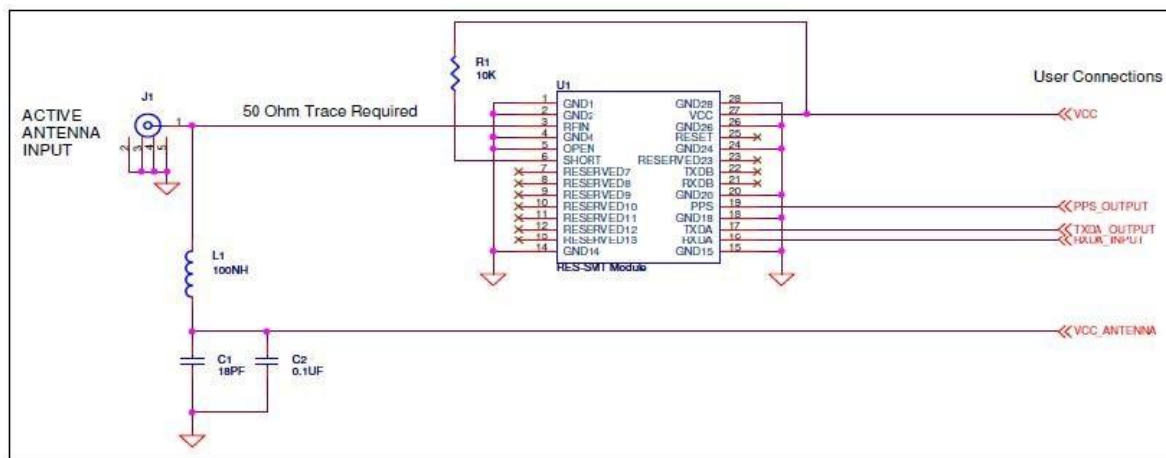 R1
10K
U1
User Connections
J1
ACTIVE
ANTENNA
INPUT
50 Ohm Trace Required
1
2
3
4
5
1 GND1 GND28 28
2 GND2 VCC 27
3 RFIN GND26 26
4 GND4 RESET 25
5 OPEN GND24 24
6 SHORT RESERVED23 23
7 RESERVED7 TXDB 22
8 RESERVED8 RXDB 21
9 RESERVED9 GND20 20
10 RESERVED10 PPS 19
11 RESERVED11 GND18 18
12 RESERVED12 TXDA 17
13 RESERVED13 RXDA 16
14 GND14 GND15 15
RES-SMT Module
VCC
PPS_OUTPUT
TXDA_OUTPUT
RXDA_INPUT
L1
100NH
VCC_ANTENNA
C1
18PF
C2
0.1UF